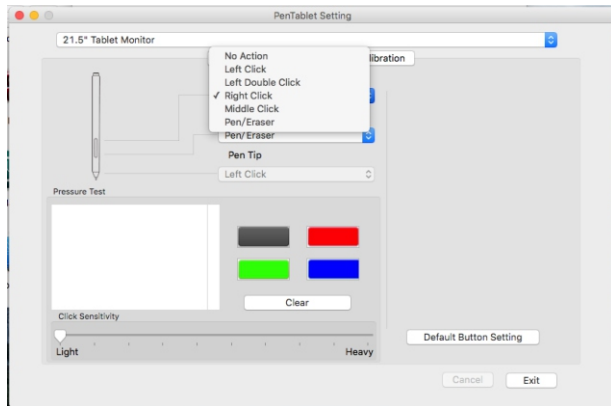 PenTablet Setting
21.5" Tablet Monitor
No Action
Left Click
Left Double Click
✓ Right Click
Middle Click
Pen/Eraser
Pen/Eraser
Pen Tip
Left Click
Pressure Test
Clear
Click Sensitivity
Light
Heavy
Default Button Setting
Cancel
Exit